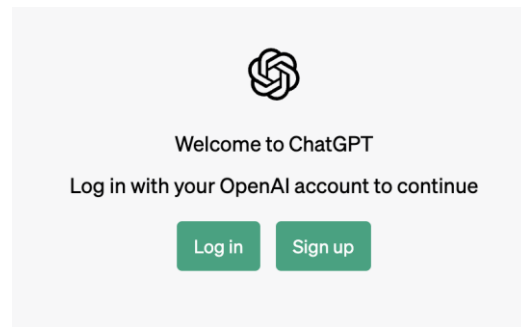 Welcome to ChatGPT
Log in with your OpenAI account to continue
Log in Sign up